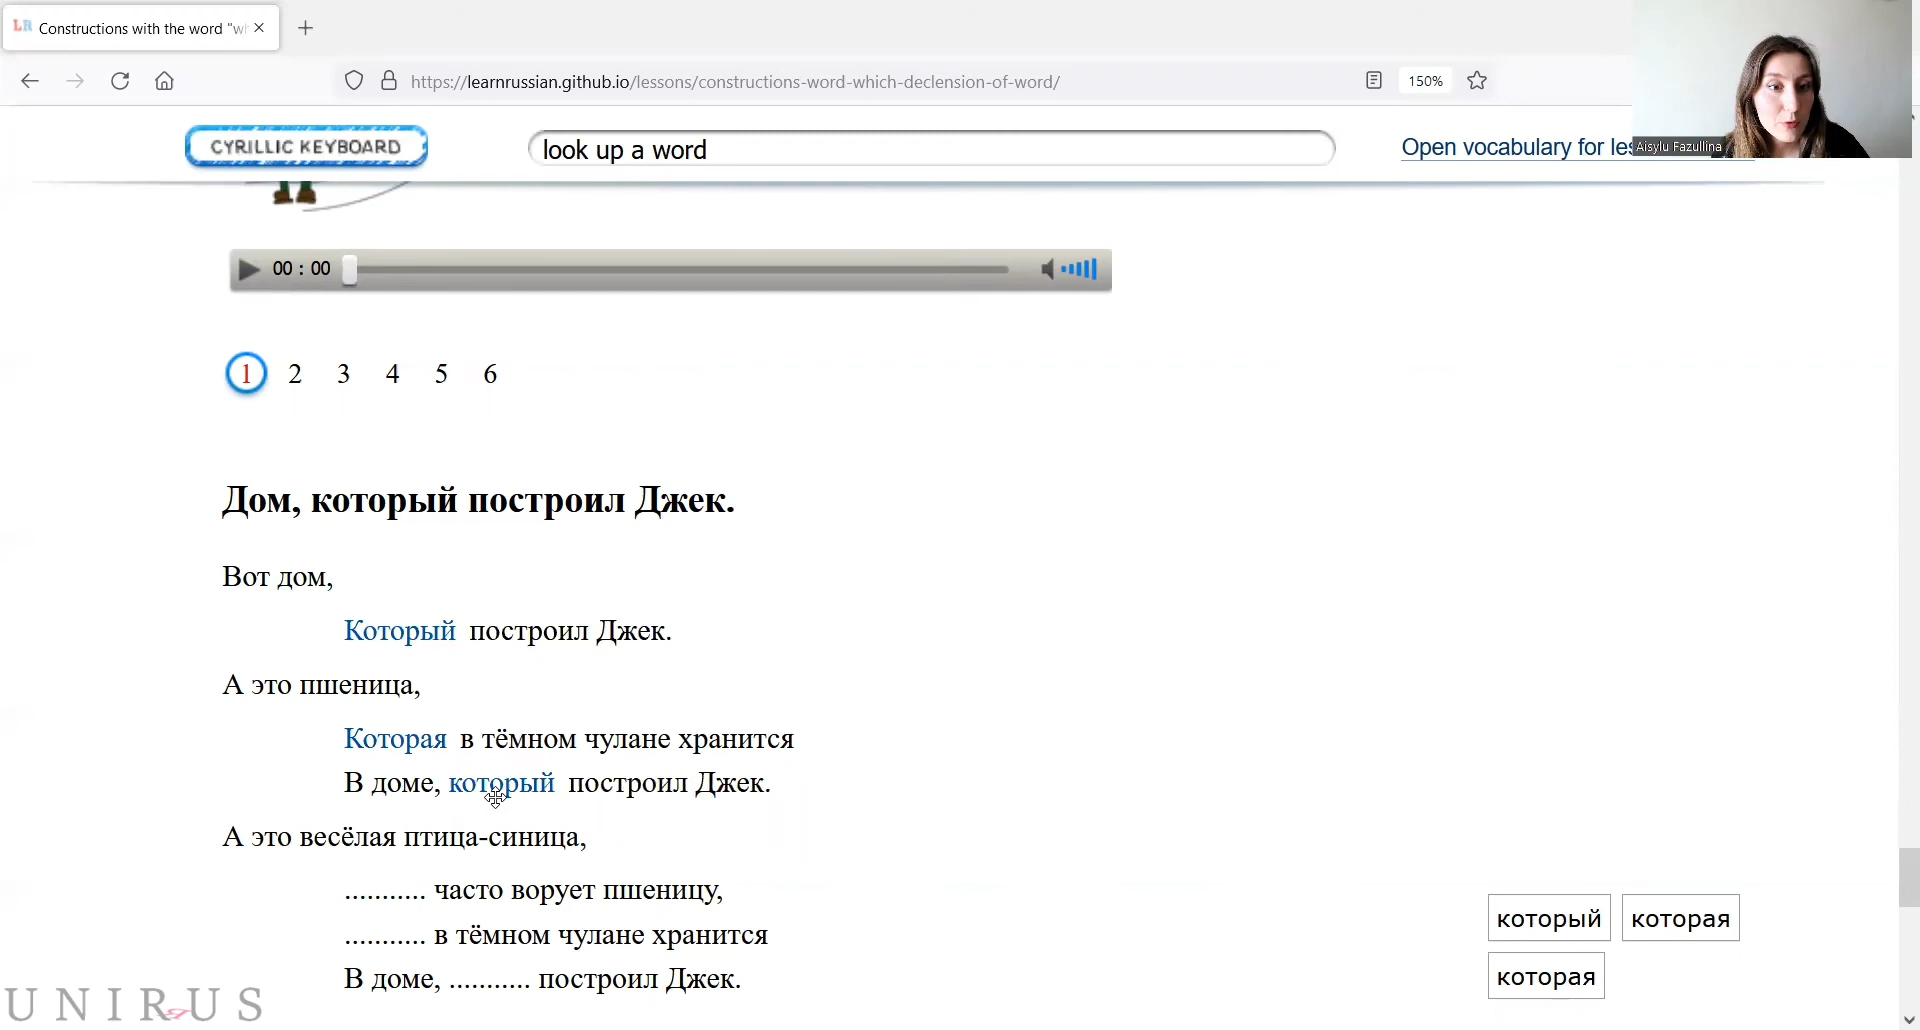 LR Constructions with the word "wh
https://learnrussian.github.io/lessons/constructions-word-which-declension-of-word/
150%
CYRILLIC KEYBOARD
look up a word
Open vocabulary for les
Aisylu Fazullina
00 : 00
1 2 3 4 5 6
Дом, который построил Джек.
Вот дом,
Который построил Джек.
А это пшеница,
Которая в тёмном чулане хранится
В доме, который построил Джек.
А это весёлая птица-синица,
........... часто ворует пшеницу,
........... в тёмном чулане хранится
В доме, ........... построил Джек.
который которая
которая
UNIRUS